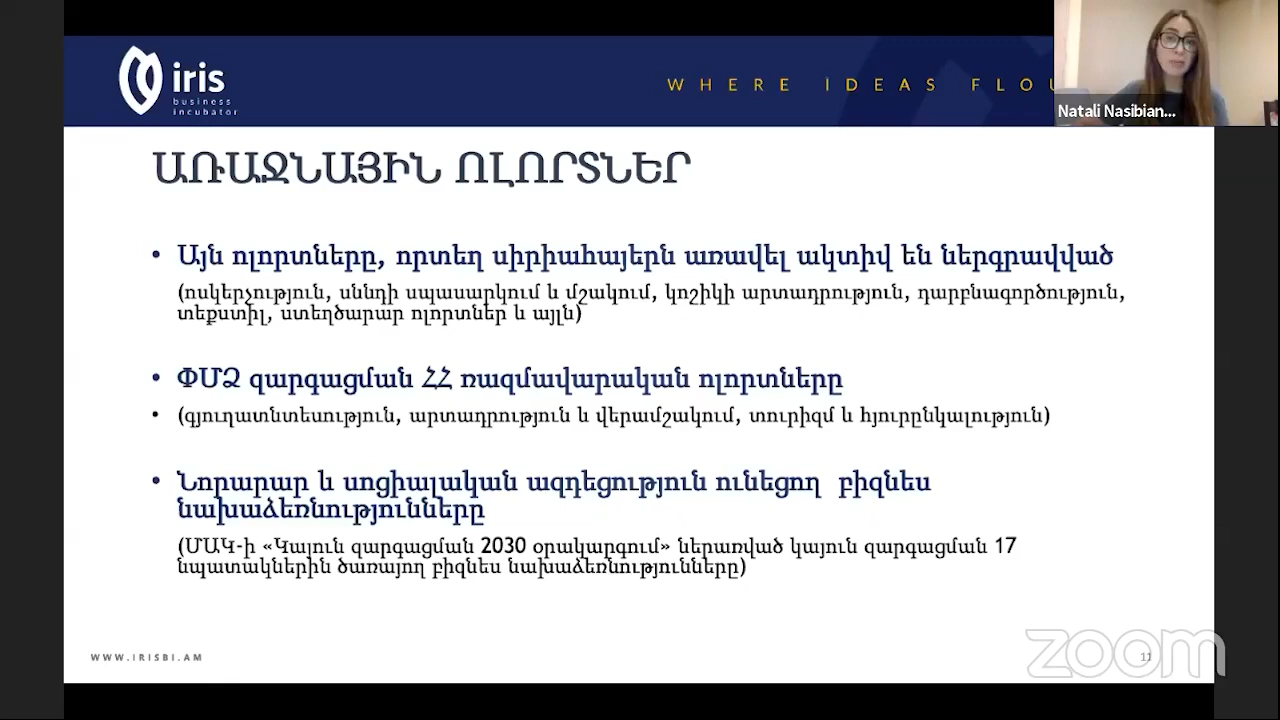 iris
business
incubator
WHERE IDEAS
Natali Nasibian...
ԱՌԱՋՆԱՅԻՆ ՈԼՈՐՏՆԵՐ
• Այն ոլորտները, որտեղ սիրիահայերն առավել ակտիվ են ներգրավված
(ոսկերչություն, սննդի սպասարկում և մշակում, կոշիկի արտադրություն, դարբնագործություն,
տեքստիլ, ստեղծարար ոլորտներ և այլն)
• ՓՄՁ զարգացման ՀՀ ռազմավարական ոլորտները
• (գյուղատնտեսություն, արտադրություն և վերամշակում, տուրիզմ և հյուրընկալություն)
• Նորարար և սոցիալական ազդեցություն ունեցող բիզնես
նախաձեռնությունները
(ՄԱԿ-ի «Կայուն զարգացման 2030 օրակարգում» ներառված կայուն զարգացման 17
նպատակներին ծառայող բիզնես նախաձեռնությունները)
WWW.IRISBI.AM
11
zoom